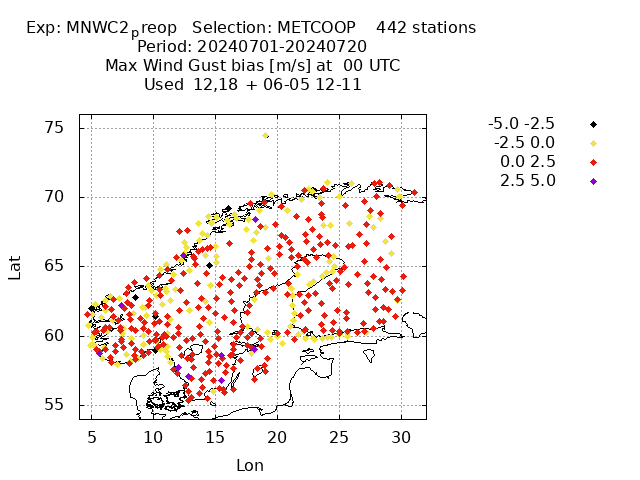 Exp: MNWC2preop   Selection: METCOOP    442 stations
Period: 20240701-20240720
Max Wind Gust bias [m/s] at  00 UTC
Used  12,18 + 06-05 12-11
-5.0 -2.5
-2.5 0.0
0.0 2.5
2.5 5.0
75
70
65
60
55
Lat
5 10 15 20 25 30
Lon